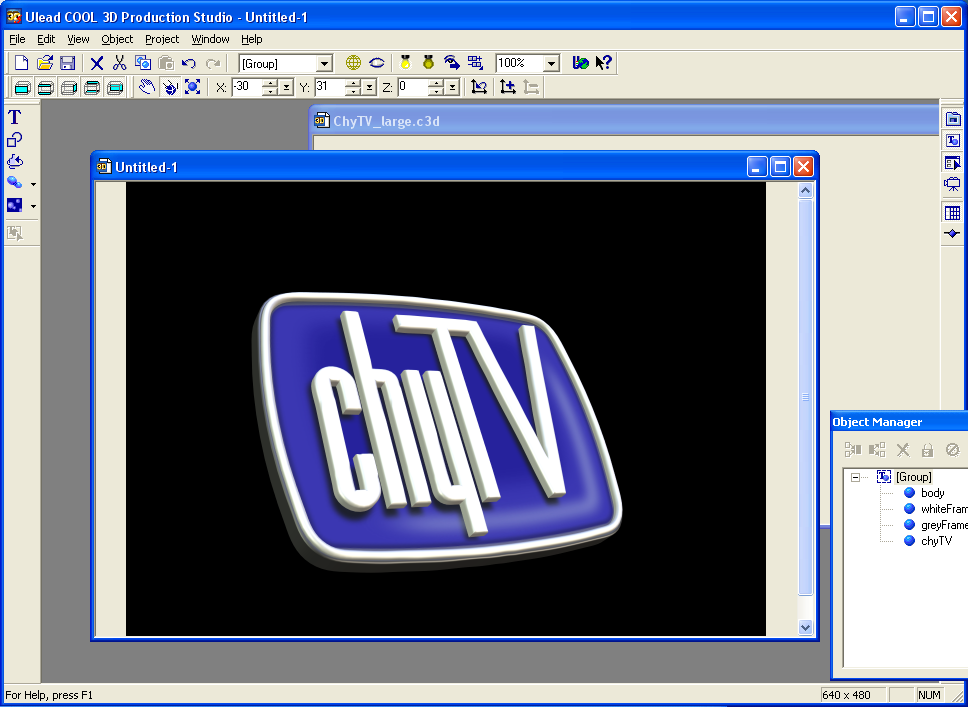 Ulead COOL 3D Production Studio - Untitled-1
File Edit View Object Project Window Help
[Group] 100%
X: -30 Y: 31 Z: 0
ChyTV_large.c3d
Untitled-1
chyTV
Object Manager
[Group]
body
whiteFram
greyFrame
chyTV
For Help, press F1
640 x 480 NUM